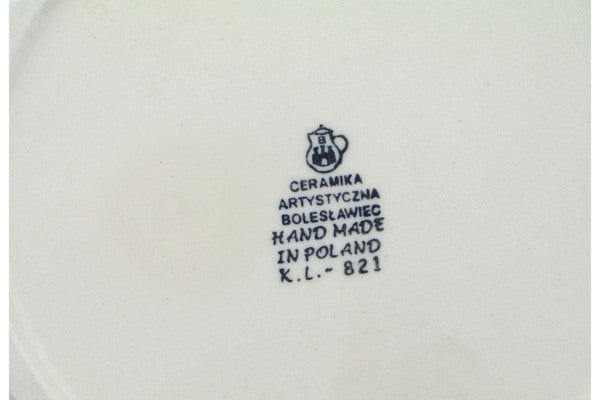 B
CERAMIKA
ARTYSTYCZNA
BOLESŁAWIEC
HAND MADE
IN POLAND
K.L.- 821